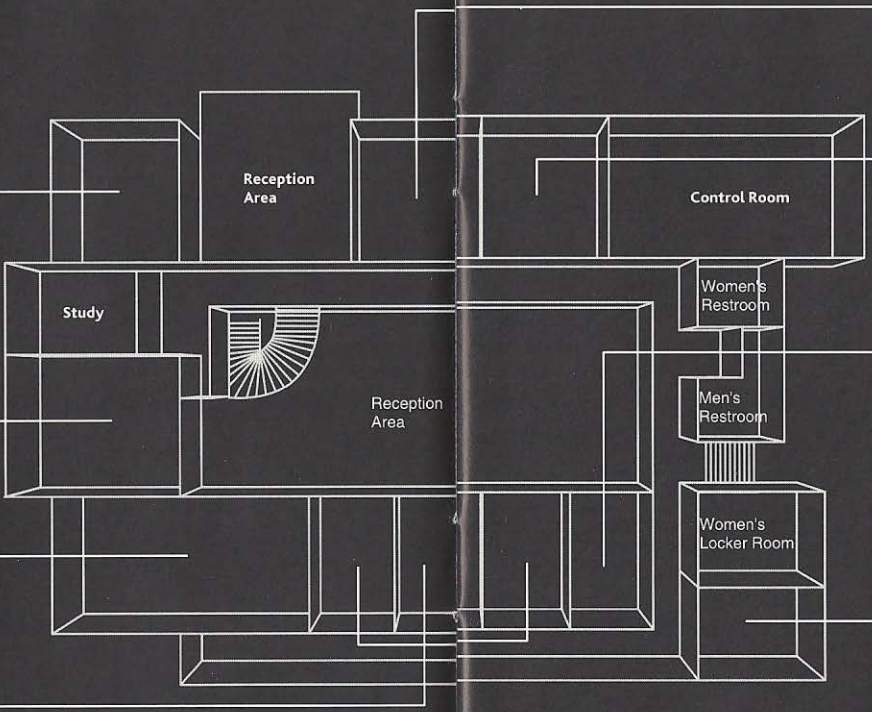 Reception
Area
Control Room
Study
Women's
Restroom
Reception
Area
Men's
Restroom
Women's
Locker Room